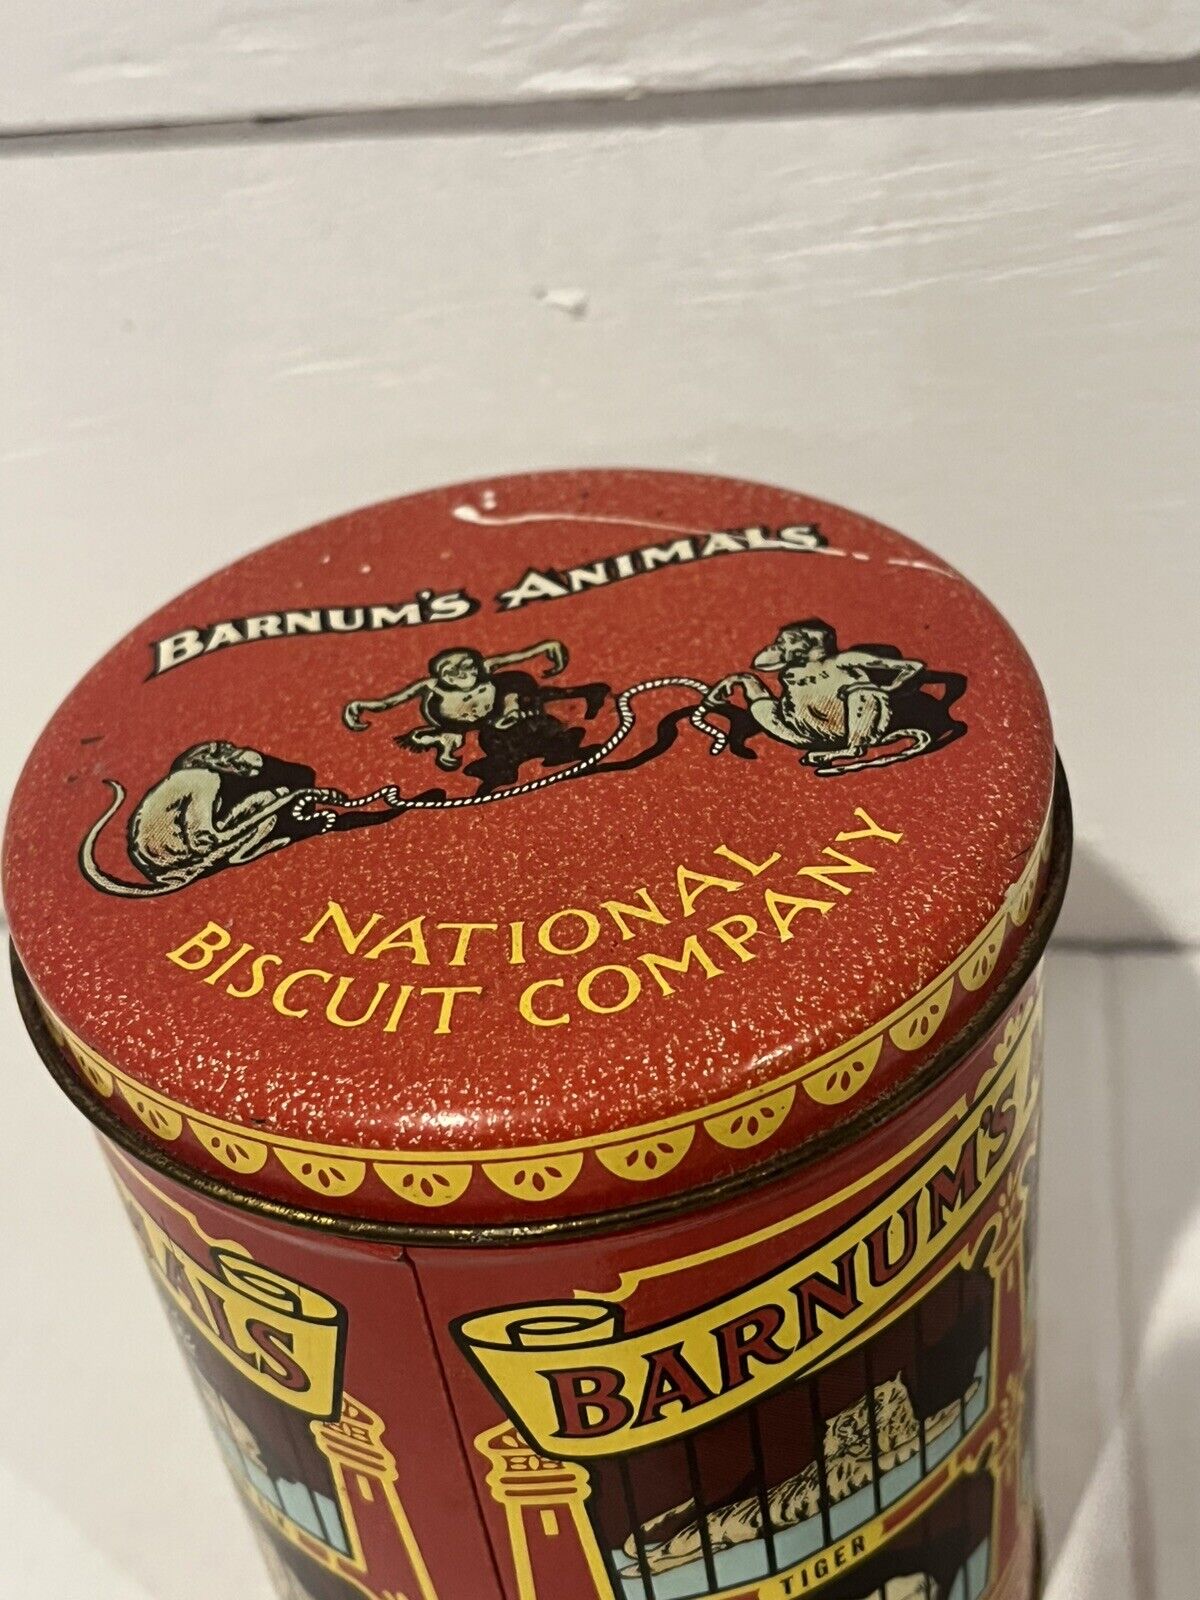 BARNUM'S ANIMALS
NATIONAL
BISCUIT COMPANY
BARNUM'S
TIGER